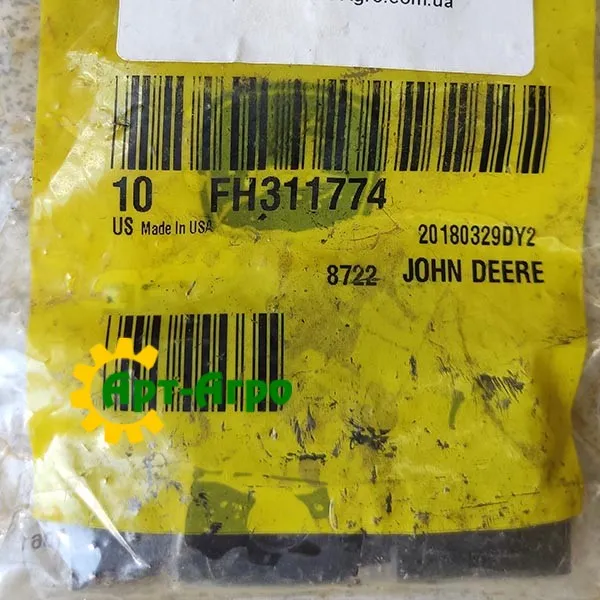 10 FH311774
US Made In USA
20180329DY2
8722 JOHN DEERE
Арт-Агро